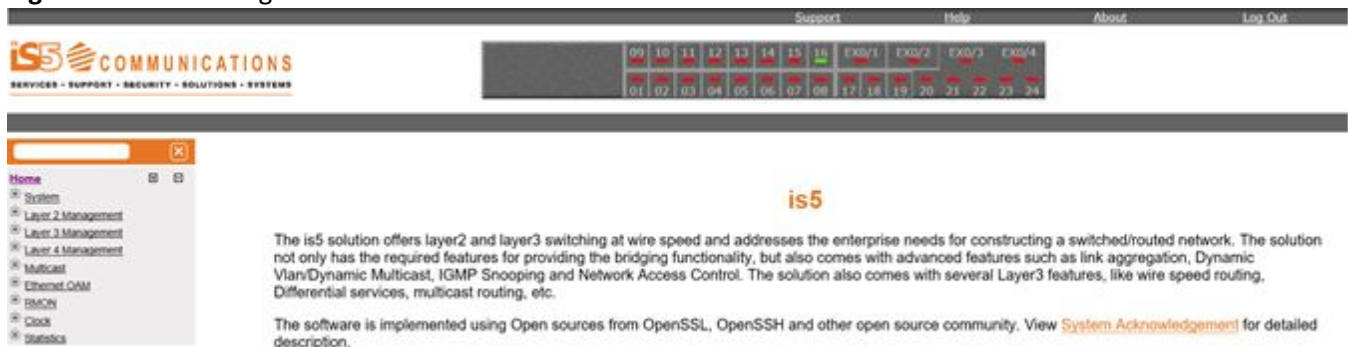 Support Help About Log Out
iS5 COMMUNICATIONS
SERVICES - SUPPORT - SECURITY - SOLUTIONS - SYSTEMS
09 10 11 12 13 14 15 16 EX0/1 EX0/2 EX0/3 EX0/4
01 02 03 04 05 06 07 08 17 18 19 20 21 22 23 24
Home
System
Layer 2 Management
Layer 3 Management
Layer 4 Management
Multicast
Ethernet OAM
RMON
Clock
Statistics
is5
The is5 solution offers layer2 and layer3 switching at wire speed and addresses the enterprise needs for constructing a switched/routed network. The solution
not only has the required features for providing the bridging functionality, but also comes with advanced features such as link aggregation, Dynamic
Vlan/Dynamic Multicast, IGMP Snooping and Network Access Control. The solution also comes with several Layer3 features, like wire speed routing,
Differential services, multicast routing, etc.
The software is implemented using Open sources from OpenSSL, OpenSSH and other open source community. View System Acknowledgement for detailed
description.